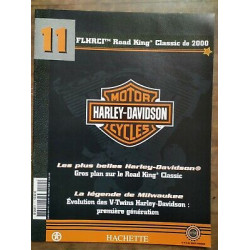 11
FLHRCI™ Road King® Classic de 2000
MOTOR
HARLEY-DAVIDSON
CYCLES
Les plus belles Harley-Davidson®
Gros plan sur le Road King® Classic
La légende de Milwaukee
Évolution des V-Twins Harley-Davidson :
première génération
HACHETTE